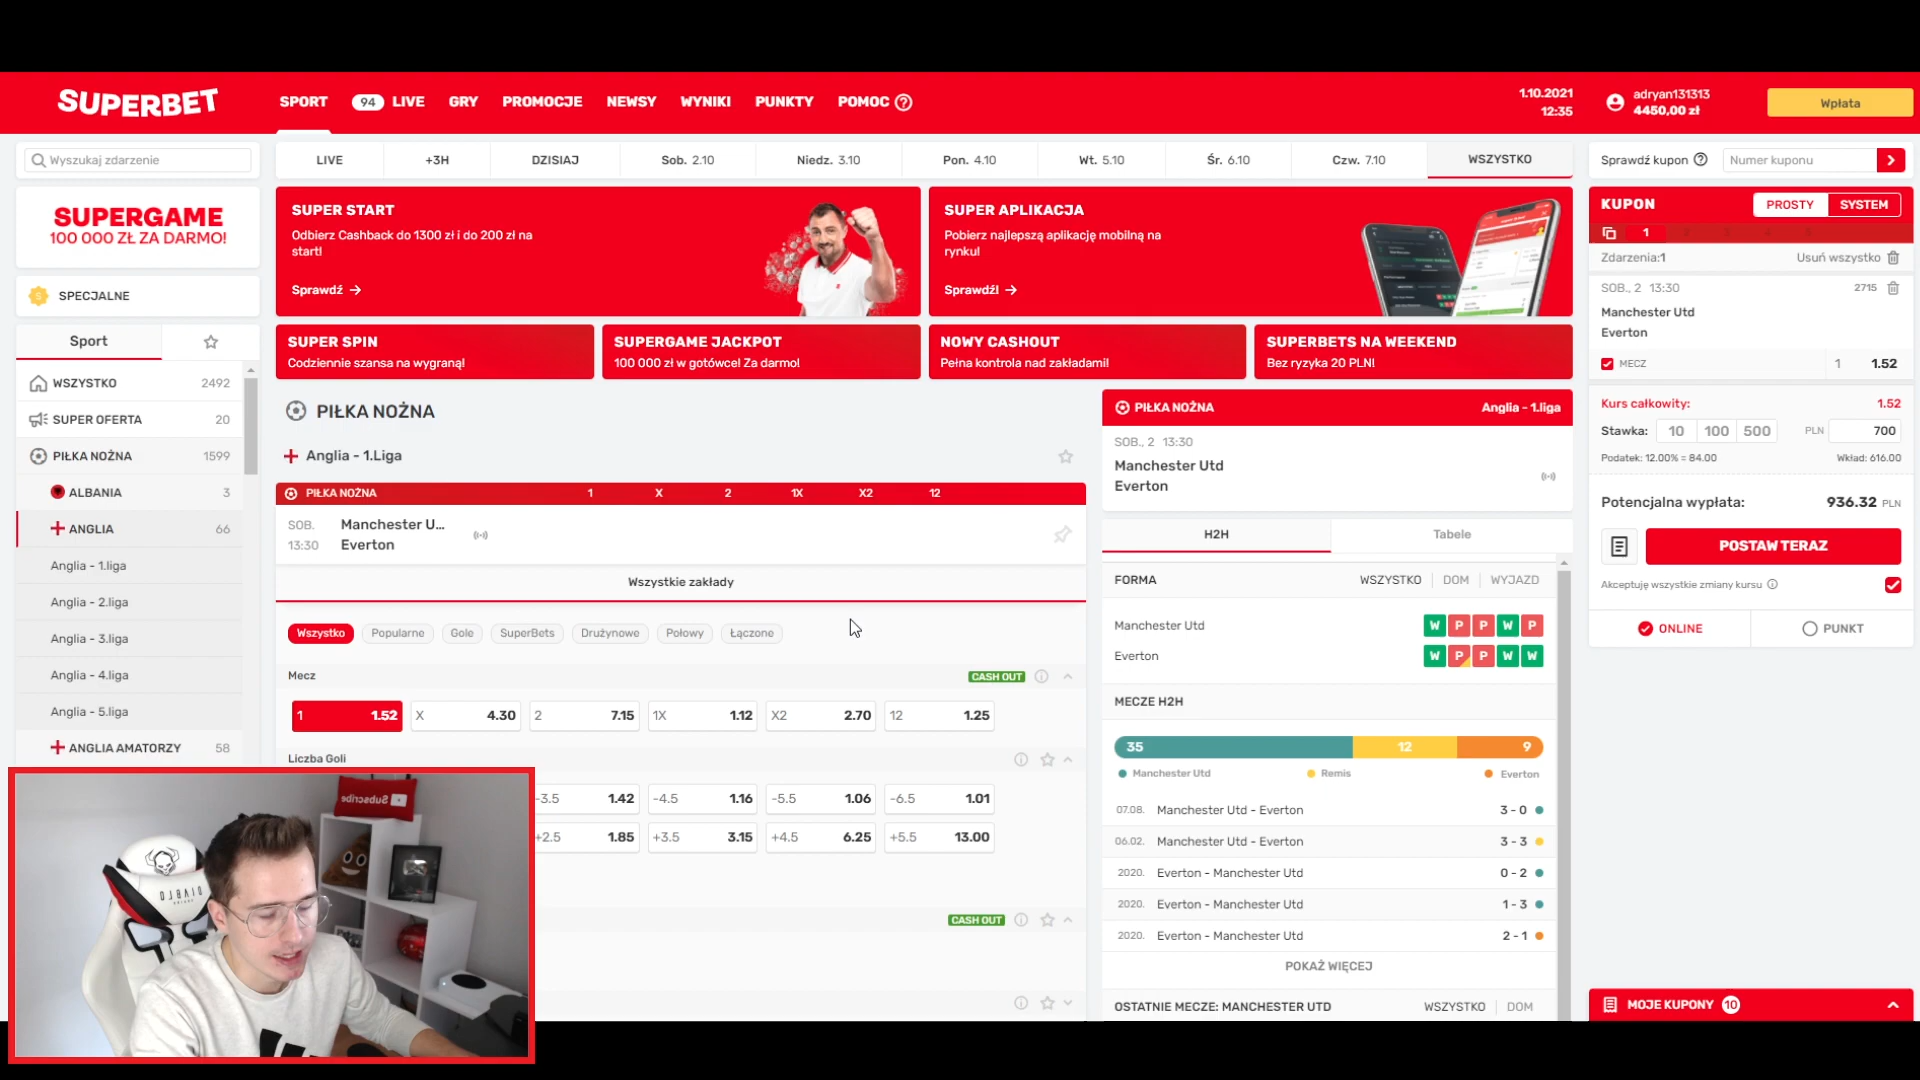 SUPERBET
SPORT
94 LIVE
GRY
PROMOCJE
NEWSY
WYNIKI
PUNKTY
POMOC ?
1.10.2021
12:35
adryan131313
4450,00 zł
Wpłata
Wyszukaj zdarzenie
LIVE
+3H
DZISIAJ
Sob. 2.10
Niedz. 3.10
Pon. 4.10
Wt. 5.10
Śr. 6.10
Czw. 7.10
WSZYSTKO
Sprawdź kupon ?
Numer kuponu
SUPERGAME
100 000 ZŁ ZA DARMO!
S SPECJALNE
Sport
WSZYSTKO 2492
SUPER OFERTA 20
PIŁKA NOŻNA 1599
ALBANIA 3
ANGLIA 66
Anglia - 1.liga
Anglia - 2.liga
Anglia - 3.liga
Anglia - 4.liga
Anglia - 5.liga
ANGLIA AMATORZY 58
SUPER START
Odbierz Cashback do 1300 zł i do 200 zł na
start!
Sprawdź →
SUPER APLIKACJA
Pobierz najlepszą aplikację mobilną na
rynku!
Sprawdź! →
SUPER SPIN
Codziennie szansa na wygraną!
SUPERGAME JACKPOT
100 000 zł w gotówce! Za darmo!
NOWY CASHOUT
Pełna kontrola nad zakładami!
SUPERBETS NA WEEKEND
Bez ryzyka 20 PLN!
PIŁKA NOŻNA
Anglia - 1.Liga
PIŁKA NOŻNA 1 X 2 1X X2 12
SOB.
13:30
Manchester U...
Everton
Wszystkie zakłady
Wszystko
Popularne
Gole
SuperBets
Drużynowe
Połowy
Łączone
Mecz CASH OUT
1 1.52
X 4.30
2 7.15
1X 1.12
X2 2.70
12 1.25
Liczba Goli
-3.5 1.42
-4.5 1.16
-5.5 1.06
-6.5 1.01
+2.5 1.85
+3.5 3.15
+4.5 6.25
+5.5 13.00
CASH OUT
PIŁKA NOŻNA Anglia - 1.liga
SOB., 2 13:30
Manchester Utd
Everton
H2H
Tabele
FORMA WSZYSTKO DOM WYJAZD
Manchester Utd W P P W P
Everton W P P W W
MECZE H2H
35 12 9
Manchester Utd Remis Everton
07.08. Manchester Utd - Everton 3 - 0
06.02. Manchester Utd - Everton 3 - 3
2020. Everton - Manchester Utd 0 - 2
2020. Everton - Manchester Utd 1 - 3
2020. Everton - Manchester Utd 2 - 1
POKAŻ WIĘCEJ
OSTATNIE MECZE: MANCHESTER UTD WSZYSTKO DOM
KUPON PROSTY SYSTEM
1
Zdarzenia:1 Usuń wszystko
SOB., 2 13:30 2715
Manchester Utd
Everton
MECZ 1 1.52
Kurs całkowity: 1.52
Stawka: 10 100 500 PLN 700
Podatek: 12.00% = 84.00 Wkład: 616.00
Potencjalna wypłata: 936.32 PLN
POSTAW TERAZ
Akceptuję wszystkie zmiany kursu
ONLINE
PUNKT
MOJE KUPONY 10
Subscribe
DIABLO